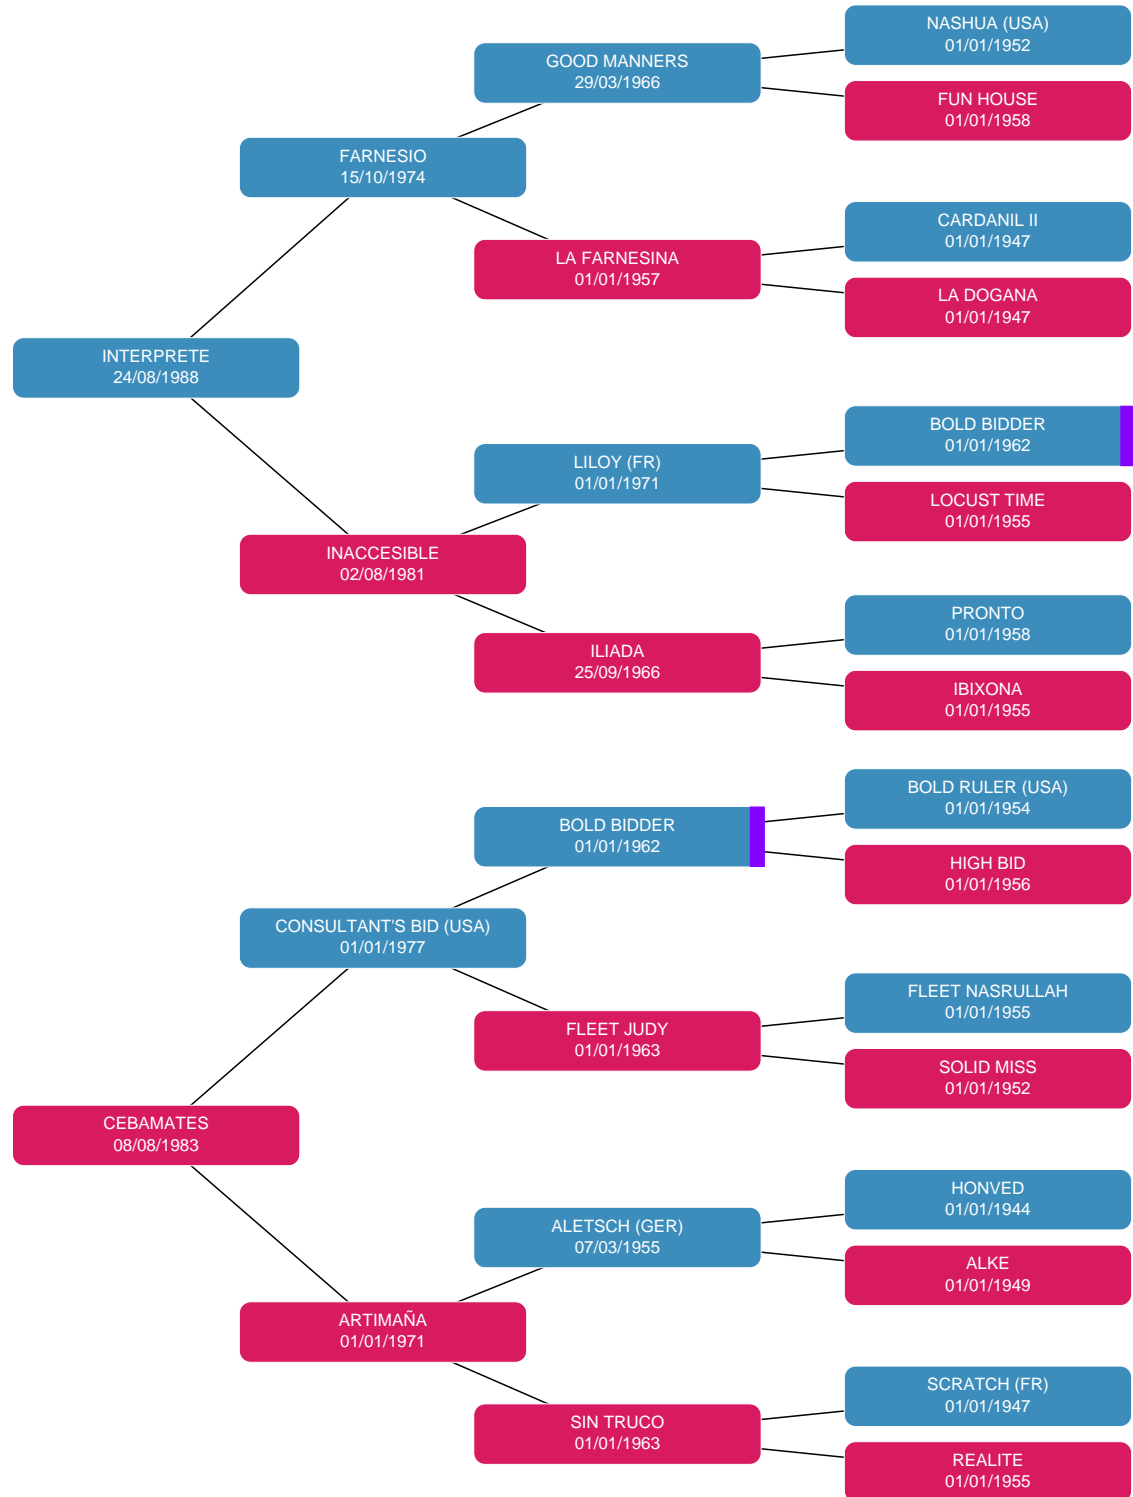 NASHUA (USA)
01/01/1952
GOOD MANNERS
29/03/1966
FUN HOUSE
01/01/1958
FARNESIO
15/10/1974
CARDANIL II
01/01/1947
LA FARNESINA
01/01/1957
LA DOGANA
01/01/1947
INTERPRETE
24/08/1988
BOLD BIDDER
01/01/1962
LILOY (FR)
01/01/1971
LOCUST TIME
01/01/1955
INACCESIBLE
02/08/1981
PRONTO
01/01/1958
ILIADA
25/09/1966
IBIXONA
01/01/1955
BOLD RULER (USA)
01/01/1954
BOLD BIDDER
01/01/1962
HIGH BID
01/01/1956
CONSULTANT'S BID (USA)
01/01/1977
FLEET NASRULLAH
01/01/1955
FLEET JUDY
01/01/1963
SOLID MISS
01/01/1952
CEBAMATES
08/08/1983
HONVED
01/01/1944
ALETSCH (GER)
07/03/1955
ALKE
01/01/1949
ARTIMAÑA
01/01/1971
SCRATCH (FR)
01/01/1947
SIN TRUCO
01/01/1963
REALITE
01/01/1955